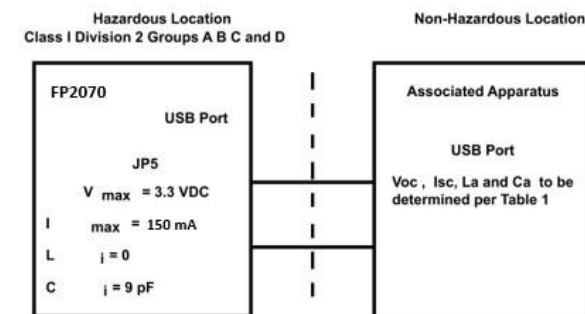 Hazardous Location
Class I Division 2 Groups A B C and D
FP2070
USB Port
JP5
V max = 3.3 VDC
I max = 150 mA
L i = 0
C i = 9 pF
Non-Hazardous Location
Associated Apparatus
USB Port
Voc , Isc, La and Ca to be
determined per Table 1